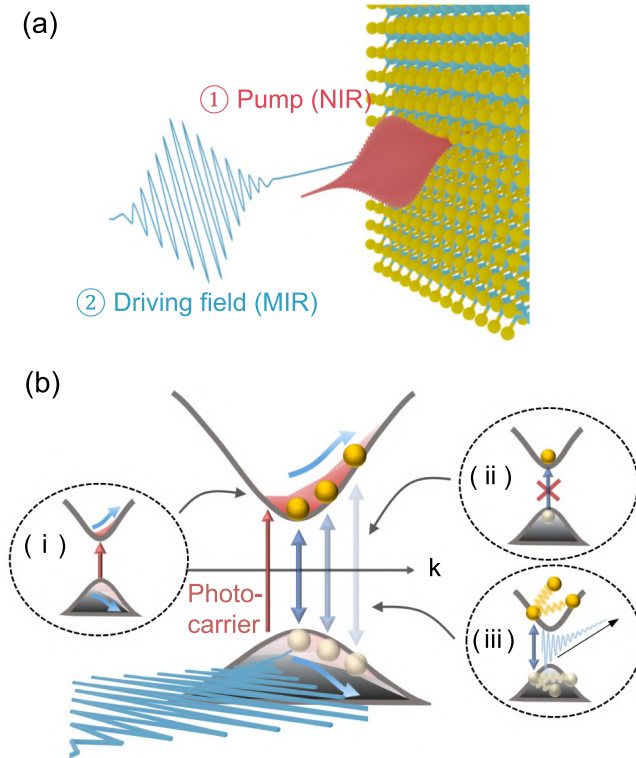 (a)
① Pump (NIR)
② Driving field (MIR)
(b)
(i)
(ii)
k
Photo-
carrier
(iii)